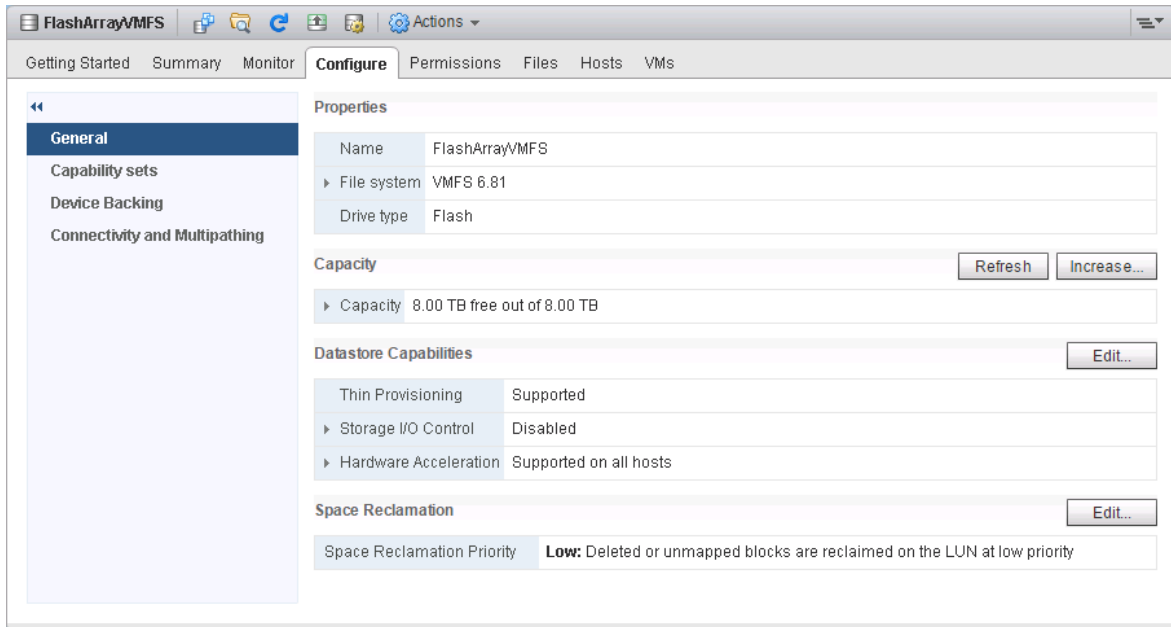 FlashArrayVMFS Actions
Getting Started Summary Monitor Configure Permissions Files Hosts VMs
General
Capability sets
Device Backing
Connectivity and Multipathing
Properties
Name FlashArrayVMFS
File system VMFS 6.81
Drive type Flash
Capacity Refresh Increase...
Capacity 8.00 TB free out of 8.00 TB
Datastore Capabilities Edit...
Thin Provisioning Supported
Storage I/O Control Disabled
Hardware Acceleration Supported on all hosts
Space Reclamation Edit...
Space Reclamation Priority Low: Deleted or unmapped blocks are reclaimed on the LUN at low priority